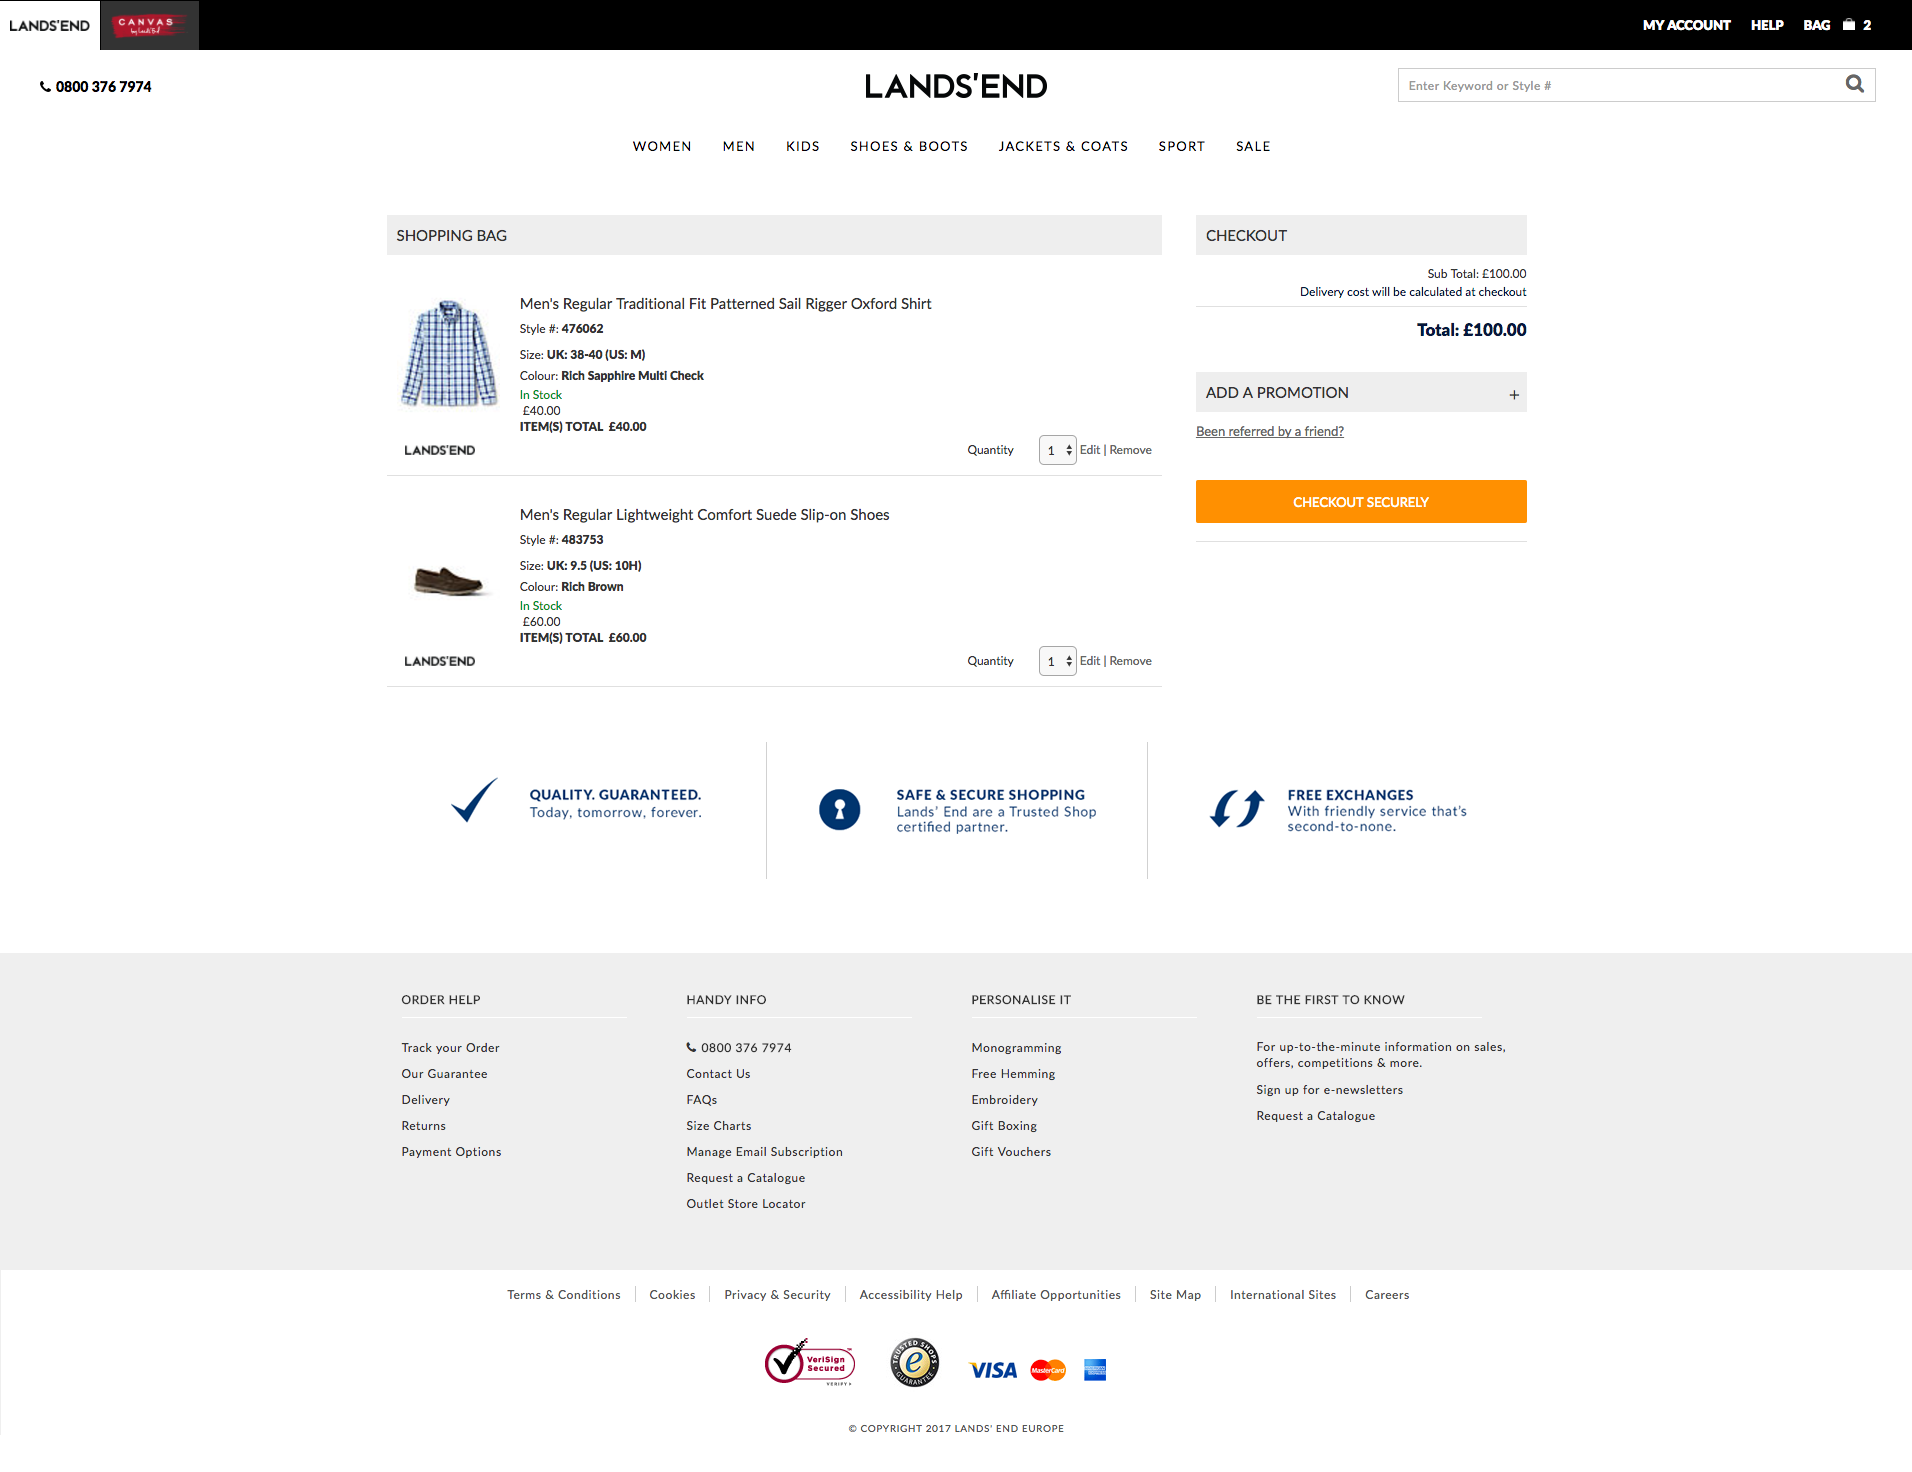 LANDS'END
CANVAS
by Lands' End
MY ACCOUNT HELP BAG 2
0800 376 7974
LANDS'END
Enter Keyword or Style #
WOMEN MEN KIDS SHOES & BOOTS JACKETS & COATS SPORT SALE
SHOPPING BAG
Men's Regular Traditional Fit Patterned Sail Rigger Oxford Shirt
Style #: 476062
Size: UK: 38-40 (US: M)
Colour: Rich Sapphire Multi Check
In Stock
£40.00
ITEM(S) TOTAL £40.00
LANDS'END
Quantity 1 Edit | Remove
Men's Regular Lightweight Comfort Suede Slip-on Shoes
Style #: 483753
Size: UK: 9.5 (US: 10H)
Colour: Rich Brown
In Stock
£60.00
ITEM(S) TOTAL £60.00
LANDS'END
Quantity 1 Edit | Remove
CHECKOUT
Sub Total: £100.00
Delivery cost will be calculated at checkout
Total: £100.00
ADD A PROMOTION +
Been referred by a friend?
CHECKOUT SECURELY
QUALITY. GUARANTEED.
Today, tomorrow, forever.
SAFE & SECURE SHOPPING
Lands' End are a Trusted Shop
certified partner.
FREE EXCHANGES
With friendly service that's
second-to-none.
ORDER HELP
Track your Order
Our Guarantee
Delivery
Returns
Payment Options
HANDY INFO
0800 376 7974
Contact Us
FAQs
Size Charts
Manage Email Subscription
Request a Catalogue
Outlet Store Locator
PERSONALISE IT
Monogramming
Free Hemming
Embroidery
Gift Boxing
Gift Vouchers
BE THE FIRST TO KNOW
For up-to-the-minute information on sales,
offers, competitions & more.
Sign up for e-newsletters
Request a Catalogue
Terms & Conditions Cookies Privacy & Security Accessibility Help Affiliate Opportunities Site Map International Sites Careers
VeriSign
Secured
VERIFY
TRUSTED SHOPS
GUARANTEE
VISA
MasterCard
AMERICAN EXPRESS
© COPYRIGHT 2017 LANDS' END EUROPE